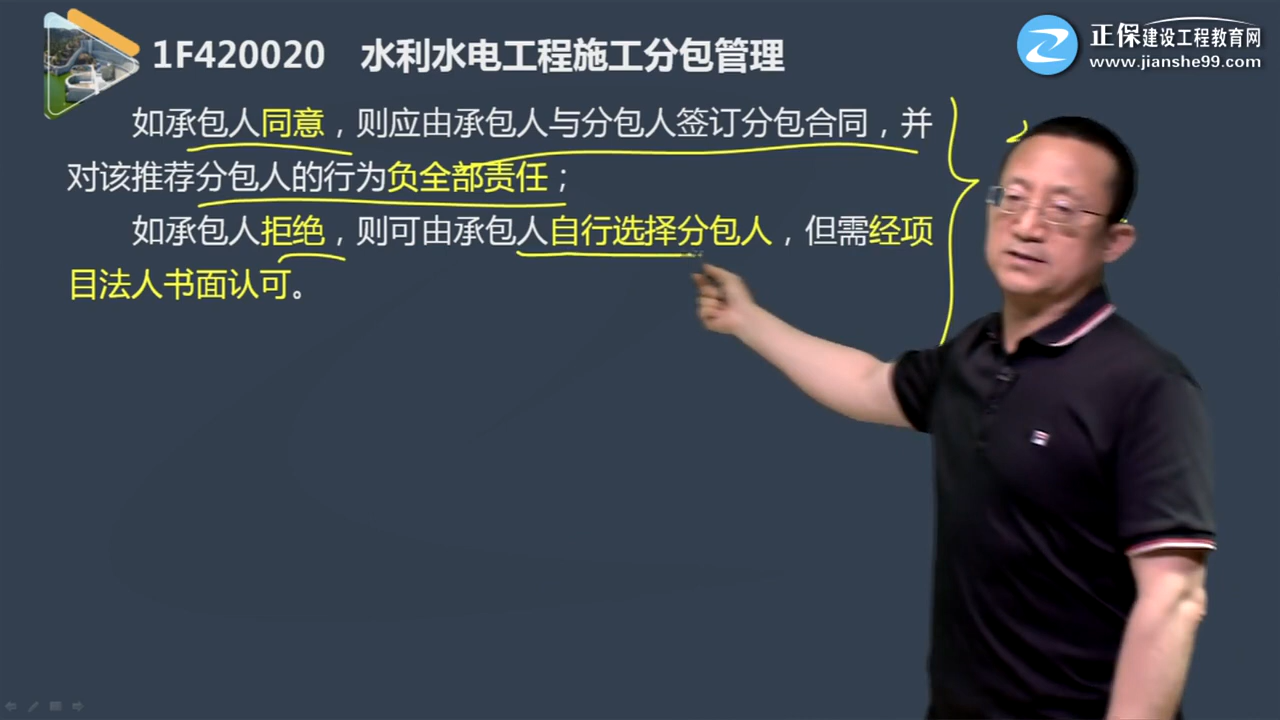 1F420020 水利水电工程施工分包管理
正保建设工程教育网
www.jianshe99.com
如承包人同意，则应由承包人与分包人签订分包合同，并
对该推荐分包人的行为负全部责任；
如承包人拒绝，则可由承包人自行选择分包人，但需经项
目法人书面认可。